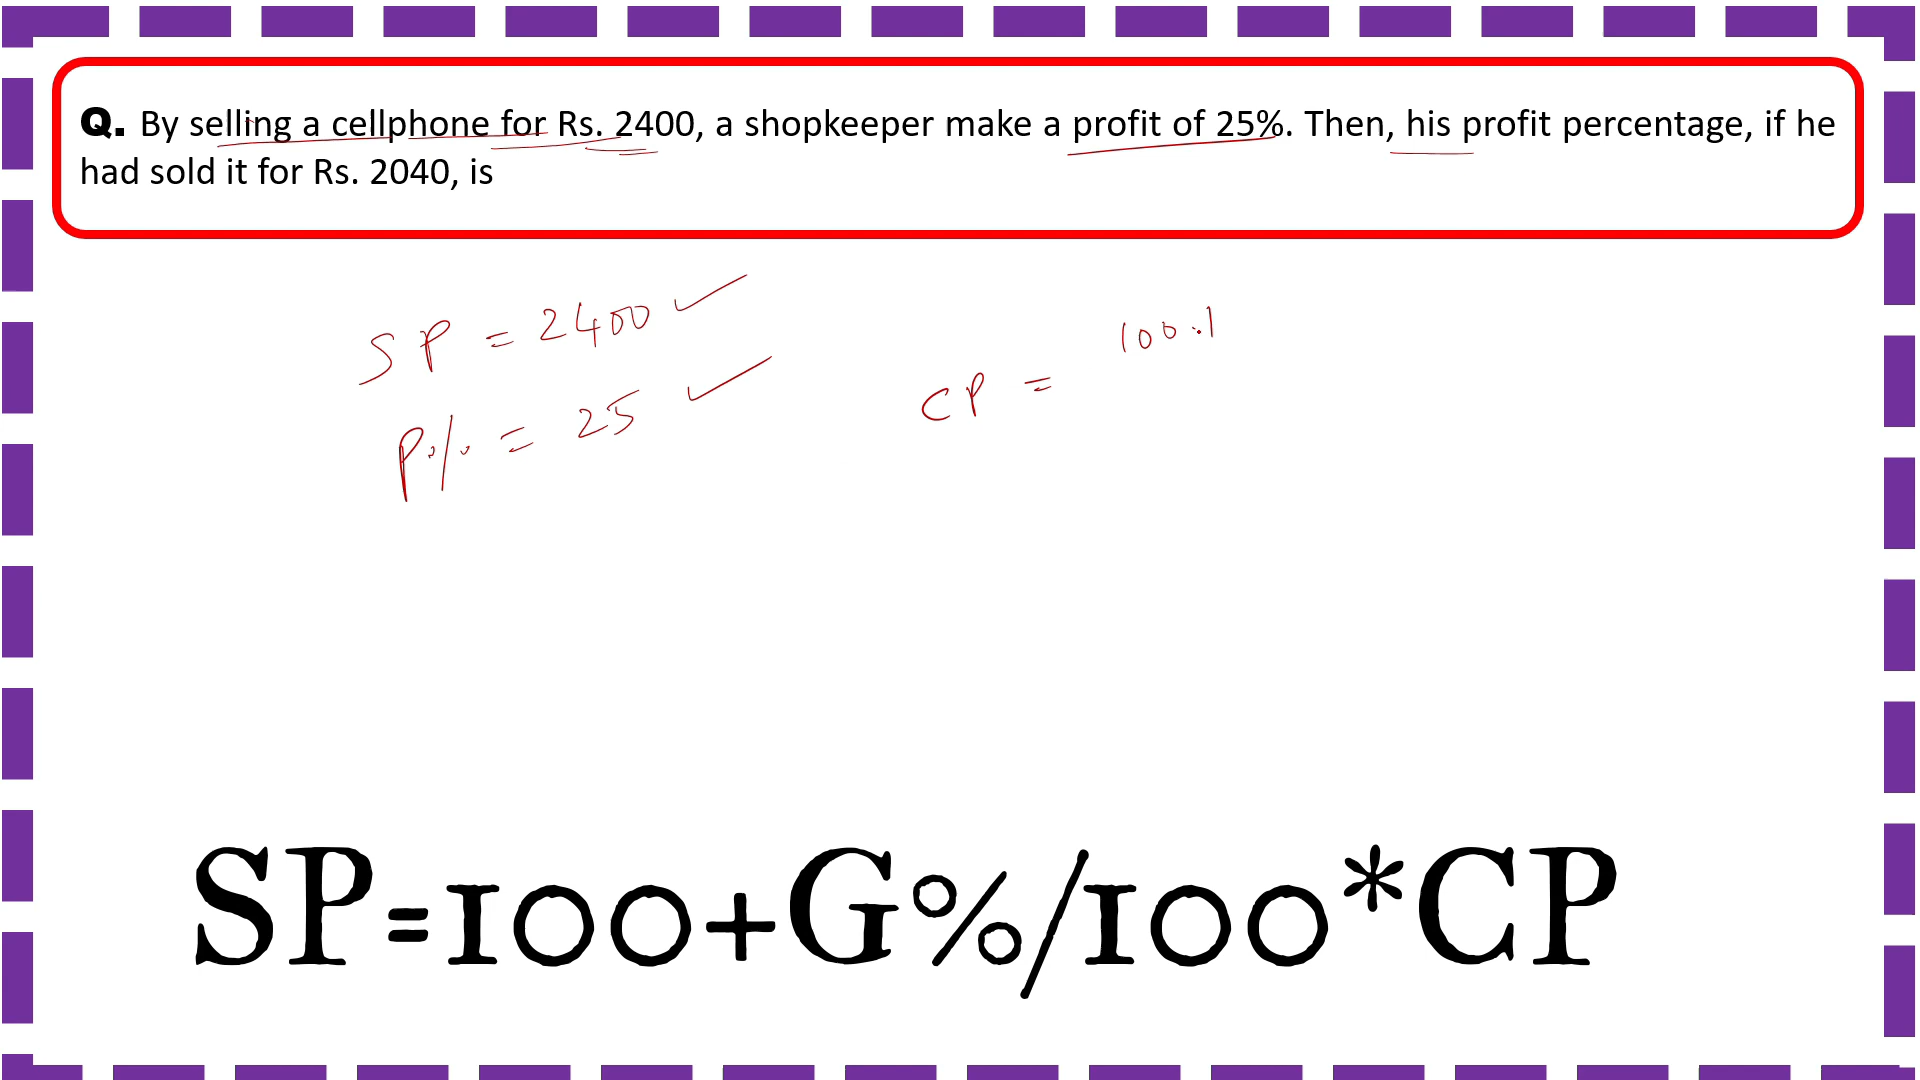 Q. By selling a cellphone for Rs. 2400, a shopkeeper make a profit of 25%. Then, his profit percentage, if he
had sold it for Rs. 2040, is
SP = 2400
P% = 25
CP = 100%
SP=100+G%/100*CP